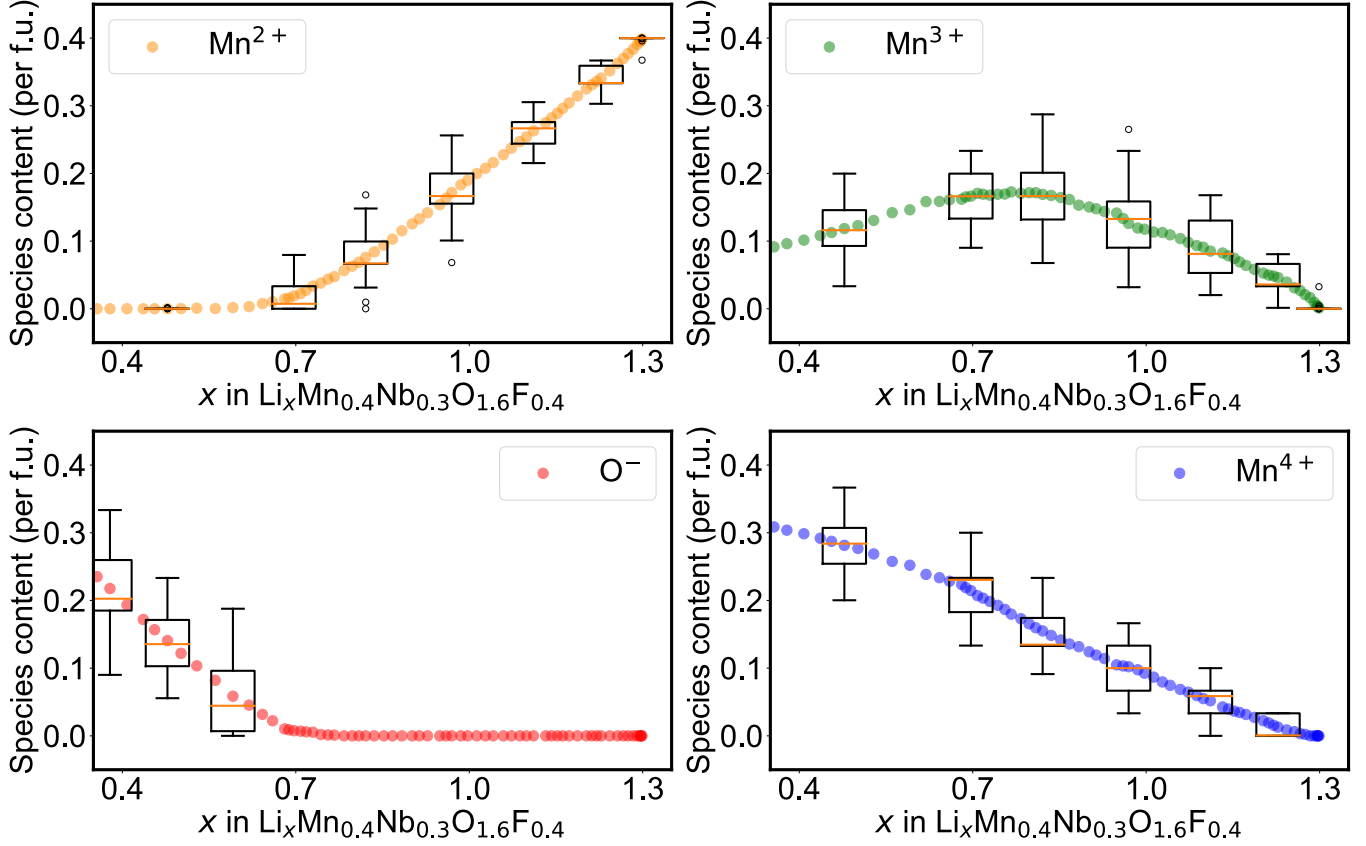 Mn²⁺
Species content (per f.u.)
0.4
0.3
0.2
0.1
0.0
0.4 0.7 1.0 1.3
x in LiₓMn₀.₄Nb₀.₃O₁.₆F₀.₄
Mn³⁺
Species content (per f.u.)
0.4
0.3
0.2
0.1
0.0
0.4 0.7 1.0 1.3
x in LiₓMn₀.₄Nb₀.₃O₁.₆F₀.₄
O⁻
Species content (per f.u.)
0.4
0.3
0.2
0.1
0.0
0.4 0.7 1.0 1.3
x in LiₓMn₀.₄Nb₀.₃O₁.₆F₀.₄
Mn⁴⁺
Species content (per f.u.)
0.4
0.3
0.2
0.1
0.0
0.4 0.7 1.0 1.3
x in LiₓMn₀.₄Nb₀.₃O₁.₆F₀.₄